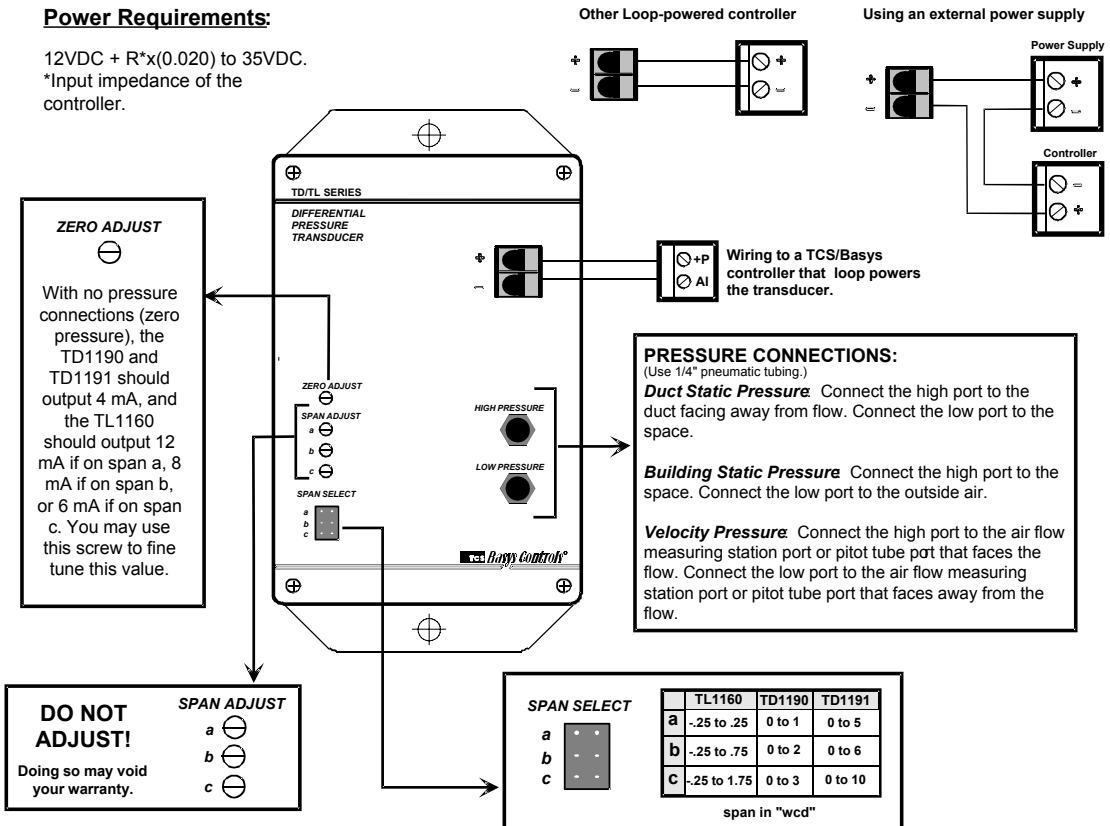 Power Requirements:
12VDC + R*x(0.020) to 35VDC.
*Input impedance of the
controller.
Other Loop-powered controller
+
−
+
−
Using an external power supply
Power Supply
+
−
+
−
Controller
−
+
TD/TL SERIES
DIFFERENTIAL
PRESSURE
TRANSDUCER
+
−
+P
AI
Wiring to a TCS/Basys
controller that loop powers
the transducer.
ZERO ADJUST
With no pressure
connections (zero
pressure), the
TD1190 and
TD1191 should
output 4 mA, and
the TL1160
should output 12
mA if on span a, 8
mA if on span b,
or 6 mA if on span
c. You may use
this screw to fine
tune this value.
ZERO ADJUST
SPAN ADJUST
a
b
c
SPAN SELECT
a
b
c
HIGH PRESSURE
LOW PRESSURE
TCS Basys Controls®
PRESSURE CONNECTIONS:
(Use 1/4" pneumatic tubing.)
Duct Static Pressure: Connect the high port to the
duct facing away from flow. Connect the low port to the
space.
Building Static Pressure: Connect the high port to the
space. Connect the low port to the outside air.
Velocity Pressure: Connect the high port to the air flow
measuring station port or pitot tube port that faces the
flow. Connect the low port to the air flow measuring
station port or pitot tube port that faces away from the
flow.
DO NOT
ADJUST!
Doing so may void
your warranty.
SPAN ADJUST
a
b
c
SPAN SELECT
a
b
c
TL1160 TD1190 TD1191
a -.25 to .25 0 to 1 0 to 5
b -.25 to .75 0 to 2 0 to 6
c -.25 to 1.75 0 to 3 0 to 10
span in "wcd"